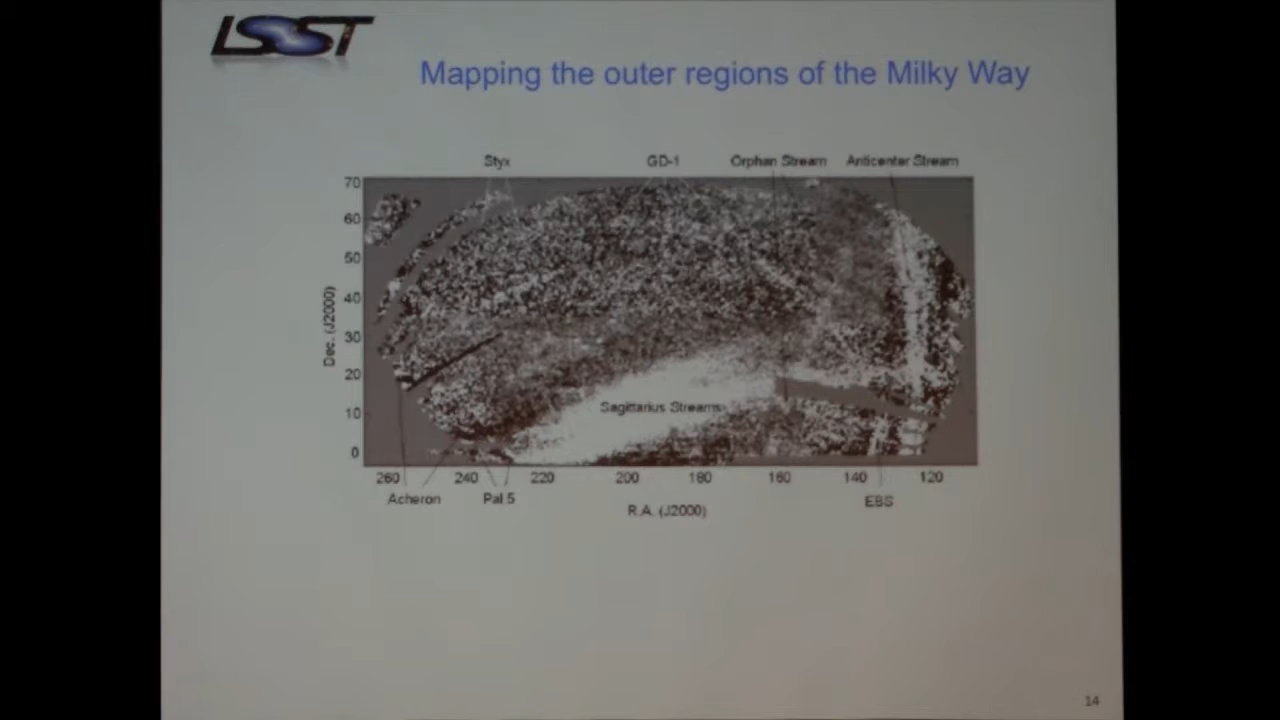 LSST
Mapping the outer regions of the Milky Way
Styx GD-1 Orphan Stream Anticenter Stream
70
60
50
40
30
20
10
0
Dec. (J2000)
Sagittarius Streams
260 240 220 200 180 160 140 120
Acheron Pal 5 EBS
R.A. (J2000)
14